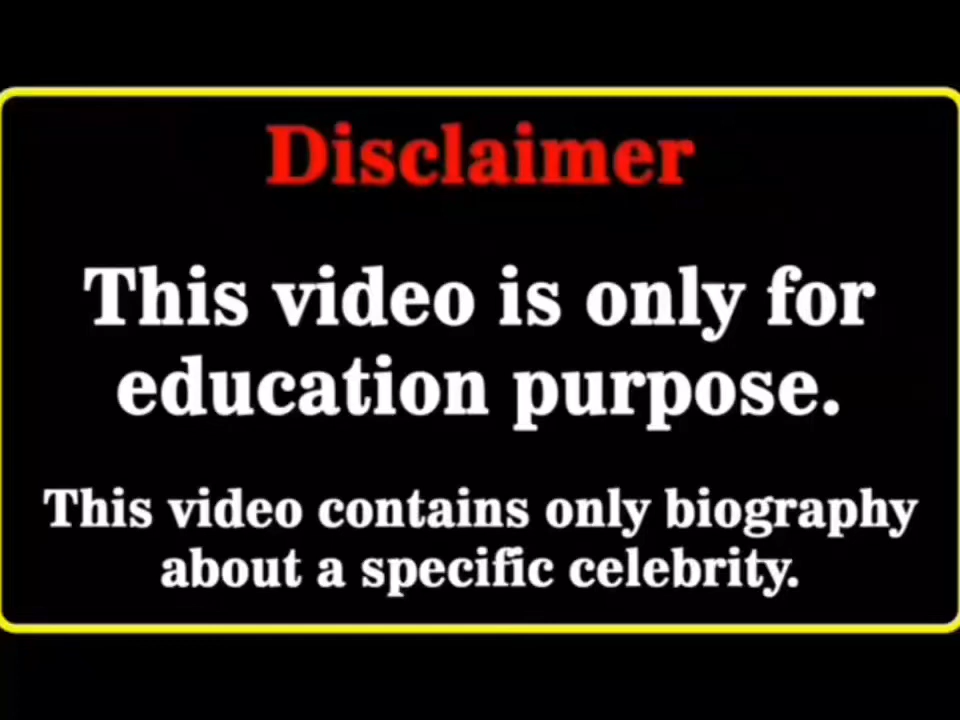 Disclaimer
This video is only for
education purpose.
This video contains only biography
about a specific celebrity.